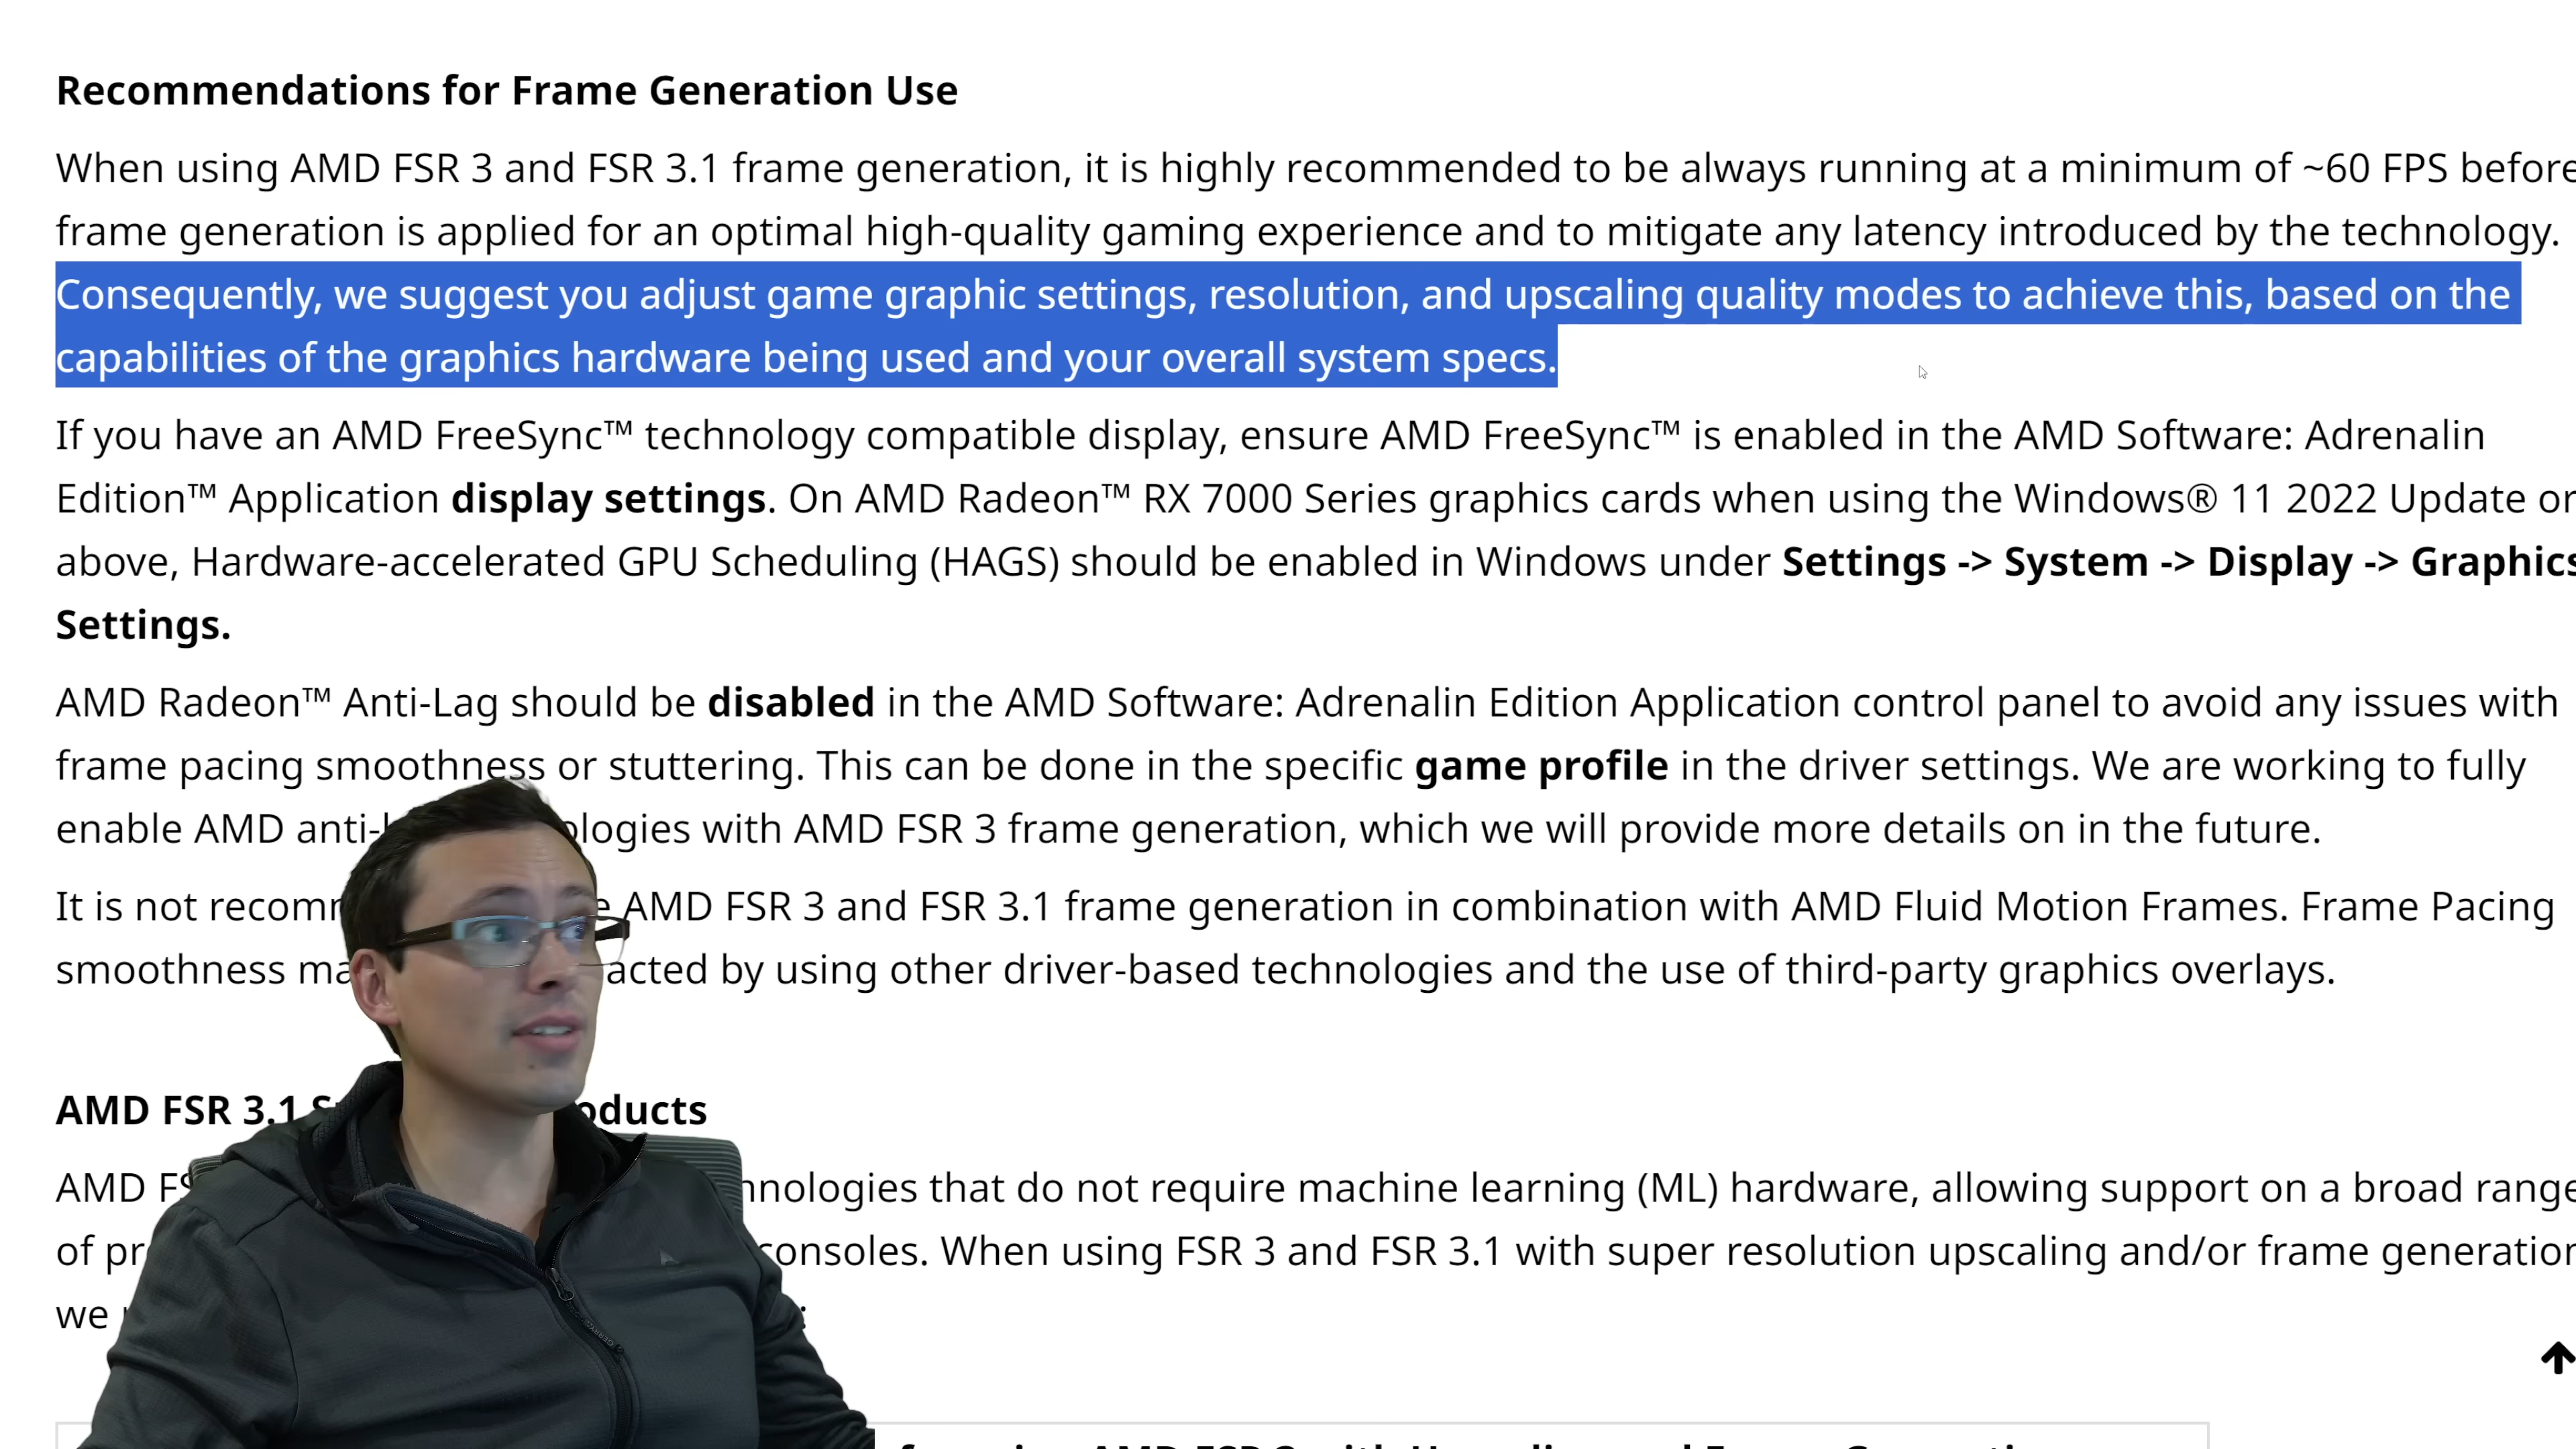 Recommendations for Frame Generation Use
When using AMD FSR 3 and FSR 3.1 frame generation, it is highly recommended to be always running at a minimum of ~60 FPS before
frame generation is applied for an optimal high-quality gaming experience and to mitigate any latency introduced by the technology.
Consequently, we suggest you adjust game graphic settings, resolution, and upscaling quality modes to achieve this, based on the
capabilities of the graphics hardware being used and your overall system specs.
If you have an AMD FreeSync™ technology compatible display, ensure AMD FreeSync™ is enabled in the AMD Software: Adrenalin
Edition™ Application display settings. On AMD Radeon™ RX 7000 Series graphics cards when using the Windows® 11 2022 Update or
above, Hardware-accelerated GPU Scheduling (HAGS) should be enabled in Windows under Settings -> System -> Display -> Graphics
Settings.
AMD Radeon™ Anti-Lag should be disabled in the AMD Software: Adrenalin Edition Application control panel to avoid any issues with
frame pacing smoothness or stuttering. This can be done in the specific game profile in the driver settings. We are working to fully
enable AMD ologies with AMD FSR 3 frame generation, which we will provide more details on in the future.
It is not AMD FSR 3 and FSR 3.1 frame generation in combination with AMD Fluid Motion Frames. Frame Pacing
smoothness acted by using other driver-based technologies and the use of third-party graphics overlays.
AMD FSR 3.1 oducts
AMD hnologies that do not require machine learning (ML) hardware, allowing support on a broad range
of consoles. When using FSR 3 and FSR 3.1 with super resolution upscaling and/or frame generation
we :